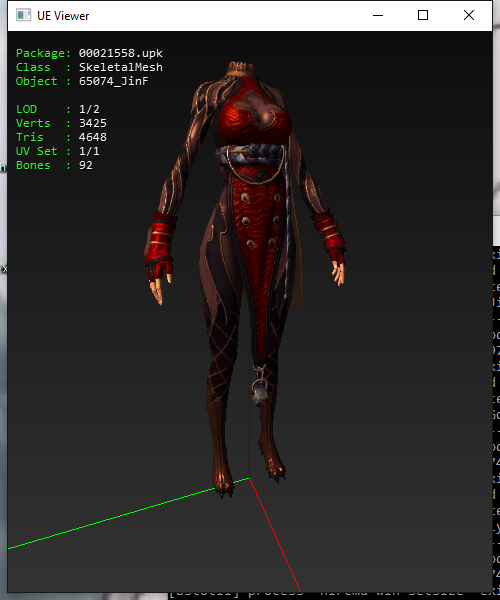 UE Viewer
Package: 00021558.upk
Class : SkeletalMesh
Object : 65074_JinF
LOD : 1/2
Verts : 3425
Tris : 4648
UV Set : 1/1
Bones : 92